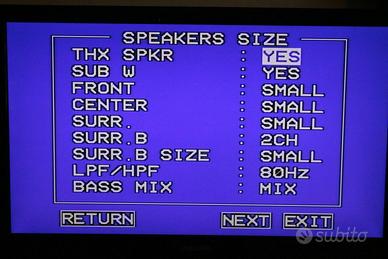 SPEAKERS SIZE
THX SPKR : YES
SUB W : YES
FRONT : SMALL
CENTER : SMALL
SURR. : SMALL
SURR.B : 2CH
SURR.B SIZE : SMALL
LPF/HPF : 80Hz
BASS MIX : MIX
RETURN NEXT EXIT
subito